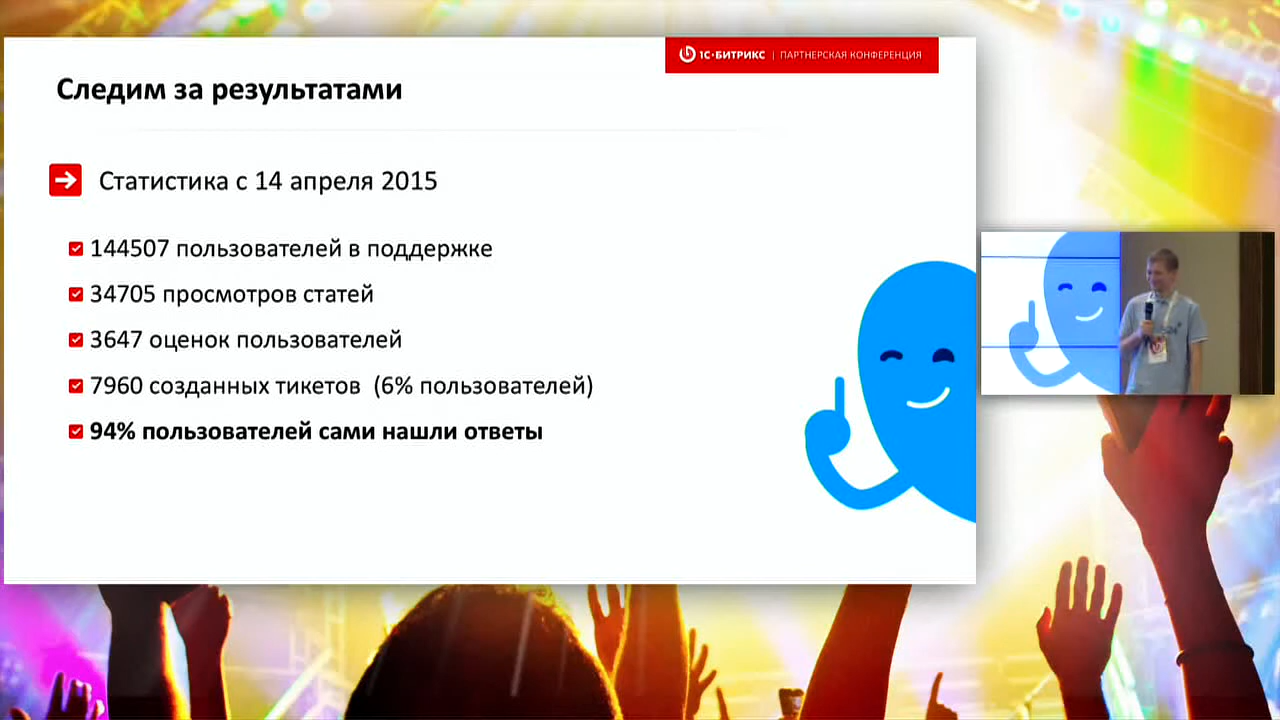 1С·БИТРИКС | ПАРТНЕРСКАЯ КОНФЕРЕНЦИЯ
Следим за результатами
Статистика с 14 апреля 2015
144507 пользователей в поддержке
34705 просмотров статей
3647 оценок пользователей
7960 созданных тикетов (6% пользователей)
94% пользователей сами нашли ответы